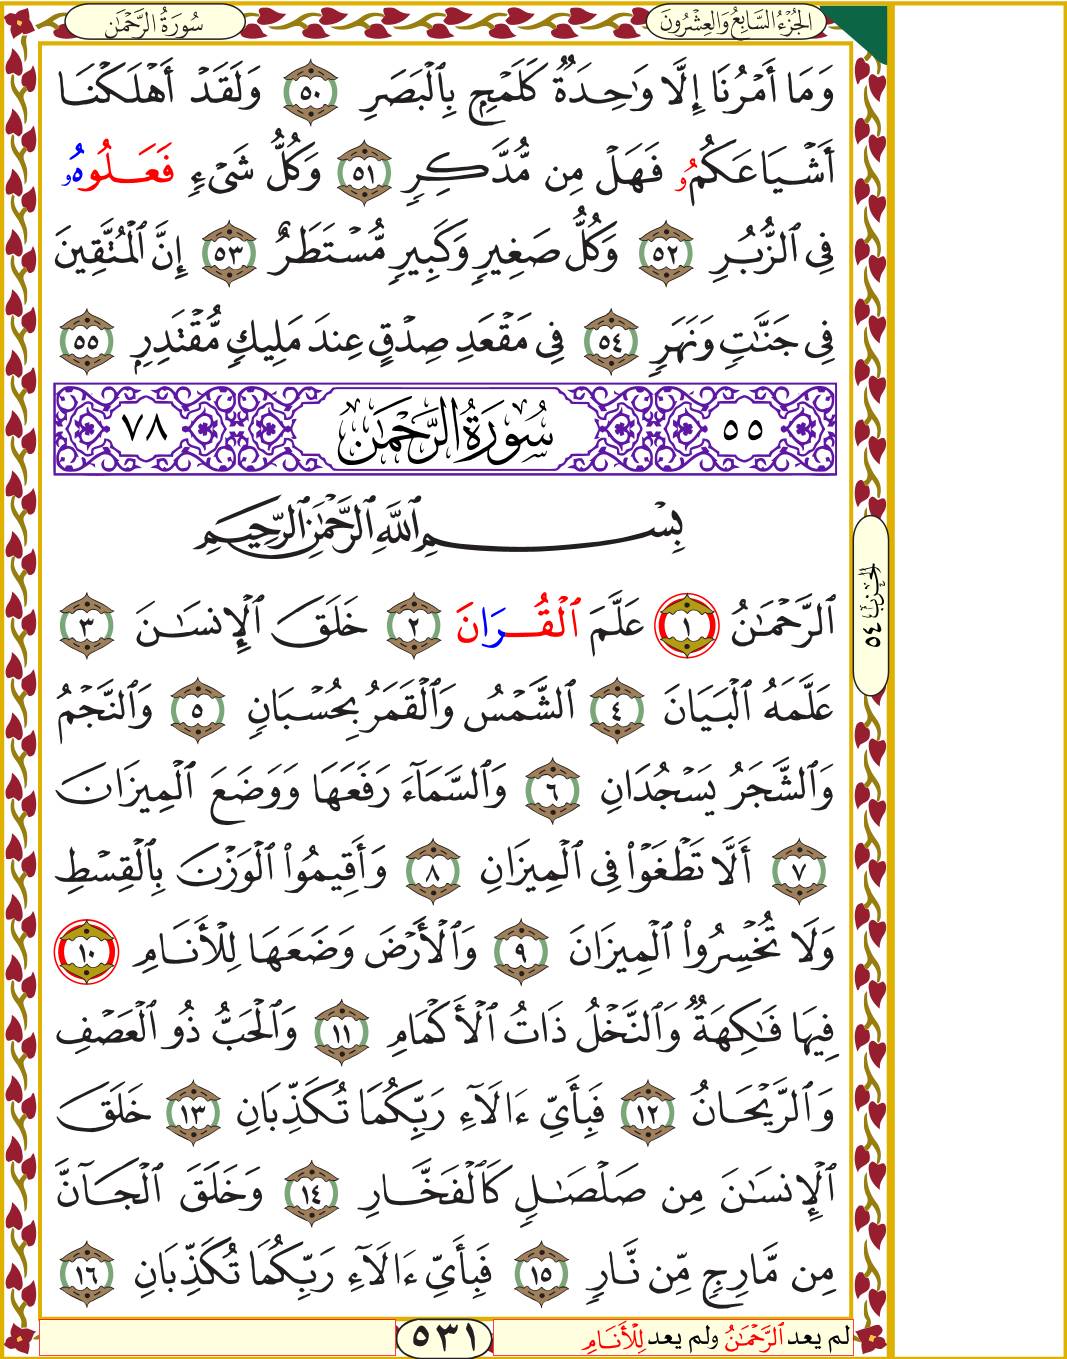 الجُزْءُ السَّابِعُ وَالعِشْرُونَ
سُورَةُ الرَّحْمَٰن
وَمَا أَمْرُنَا إِلَّا وَٰحِدَةٌ كَلَمْحٍ بِالْبَصَرِ ٥٠ وَلَقَدْ أَهْلَكْنَا
أَشْيَاعَكُمُۥ فَهَلْ مِن مُّدَّكِرٍ ٥١ وَكُلُّ شَىْءٍ فَعَلُوهُۥ
فِى ٱلزُّبُرِ ٥٢ وَكُلُّ صَغِيرٍ وَكَبِيرٍ مُّسْتَطَرٌ ٥٣ إِنَّ ٱلْمُتَّقِينَ
فِى جَنَّٰتٍ وَنَهَرٍ ٥٤ فِى مَقْعَدِ صِدْقٍ عِندَ مَلِيكٍ مُّقْتَدِرٍ ٥٥
٥٥ سُورَةُ الرَّحْمَٰن ٧٨
بِسْمِ ٱللَّهِ ٱلرَّحْمَٰنِ ٱلرَّحِيمِ
ٱلرَّحْمَٰنُ ١ عَلَّمَ ٱلْقُرَانَ ٢ خَلَقَ ٱلْإِنسَٰنَ ٣
عَلَّمَهُ ٱلْبَيَانَ ٤ ٱلشَّمْسُ وَٱلْقَمَرُ بِحُسْبَانٍ ٥ وَٱلنَّجْمُ
وَٱلشَّجَرُ يَسْجُدَانِ ٦ وَٱلسَّمَآءَ رَفَعَهَا وَوَضَعَ ٱلْمِيزَانَ
٧ أَلَّا تَطْغَوْا۟ فِى ٱلْمِيزَانِ ٨ وَأَقِيمُوا۟ ٱلْوَزْنَ بِٱلْقِسْطِ
وَلَا تُخْسِرُوا۟ ٱلْمِيزَانَ ٩ وَٱلْأَرْضَ وَضَعَهَا لِلْأَنَامِ ١٠
فِيهَا فَٰكِهَةٌ وَٱلنَّخْلُ ذَاتُ ٱلْأَكْمَامِ ١١ وَٱلْحَبُّ ذُو ٱلْعَصْفِ
وَٱلرَّيْحَانُ ١٢ فَبِأَىِّ ءَالَآءِ رَبِّكُمَا تُكَذِّبَانِ ١٣ خَلَقَ
ٱلْإِنسَٰنَ مِن صَلْصَٰلٍ كَٱلْفَخَّارِ ١٤ وَخَلَقَ ٱلْجَآنَّ
مِن مَّارِجٍ مِّن نَّارٍ ١٥ فَبِأَىِّ ءَالَآءِ رَبِّكُمَا تُكَذِّبَانِ ١٦
الحِزْب ٥٤
لم يعد ٱلرَّحْمَٰنُ ولم يعد لِلْأَنَامِ
٥٣١